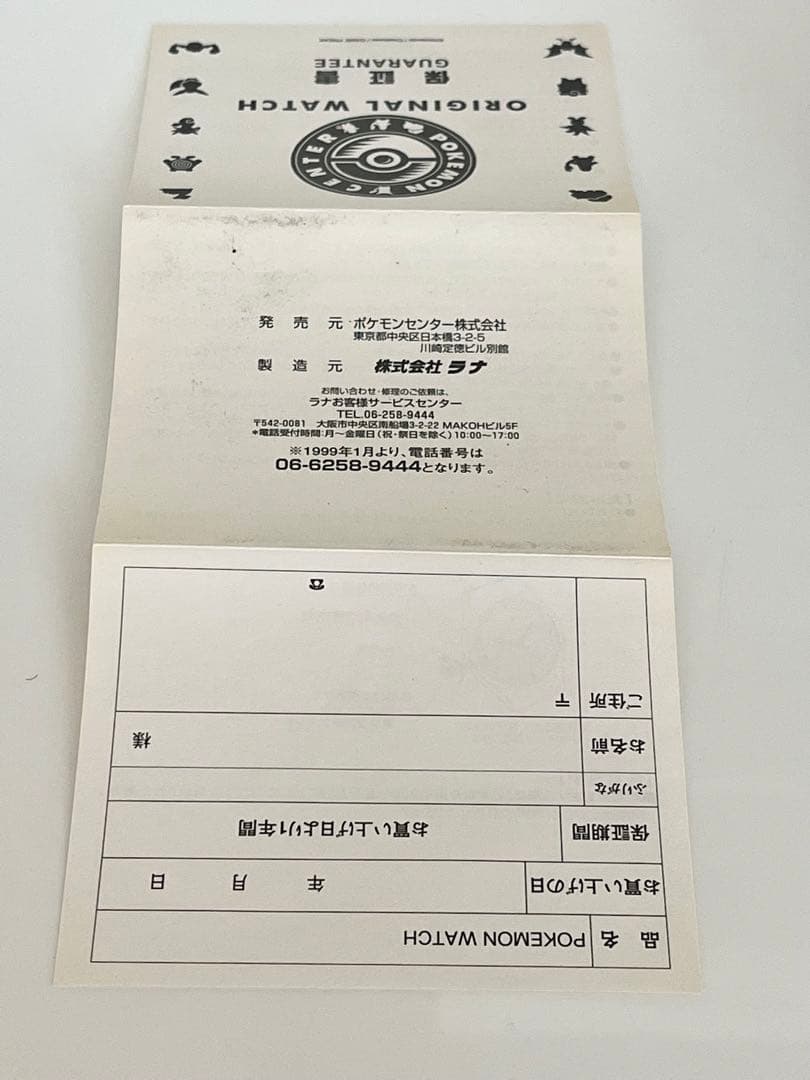 ORIGINAL WATCH
保証書
GUARANTEE
POKEMON
CENTER
発売元 ポケモンセンター株式会社
東京都中央区日本橋3-2-5
川崎定徳ビル別館
製造元 株式会社 ラナ
お問い合わせ・修理のご依頼は、
ラナお客様サービスセンター
TEL.06-258-9444
〒542-0081 大阪市中央区南船場3-2-22 MAKOHビル5F
*電話受付時間:月〜金曜日(祝・祭日を除く)10:00〜17:00
※1999年1月より、電話番号は
06-6258-9444となります。
品名 POKEMON WATCH
お買い上げの日 年 月 日
保証期間 お買い上げ日より1年間
ふりがな
お名前 様
ご住所 〒
☎